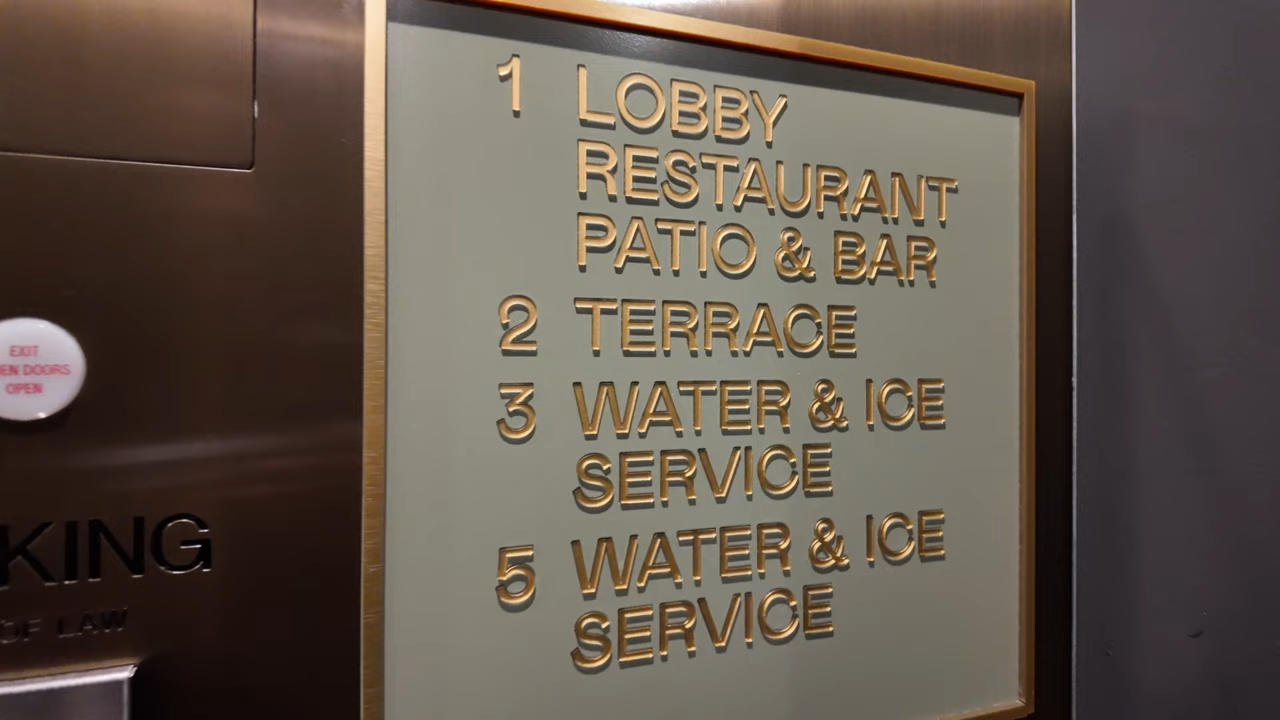 1 LOBBY
RESTAURANT
PATIO & BAR
2 TERRACE
3 WATER & ICE
SERVICE
5 WATER & ICE
SERVICE
EXIT
EN DOORS
OPEN
KING
OF LAW